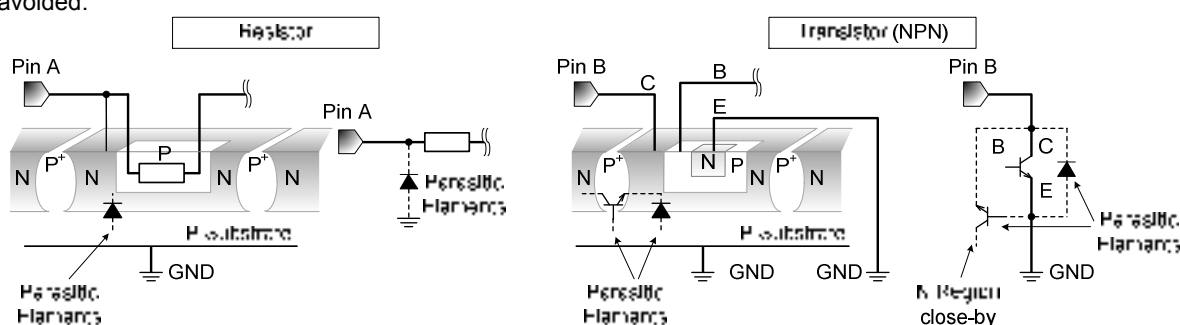 avoided.
Resistor
Transistor (NPN)
Pin A
Pin A
P
N
P+
N
N
P+
N
Parasitic
Elements
P-substrate
GND
Parasitic
Elements
Pin B
C
B
E
N
P+
N
N
P
N
P+
N
P-substrate
GND
GND
Parasitic
Elements
Pin B
B
C
E
Parasitic
Elements
GND
N Region
close-by